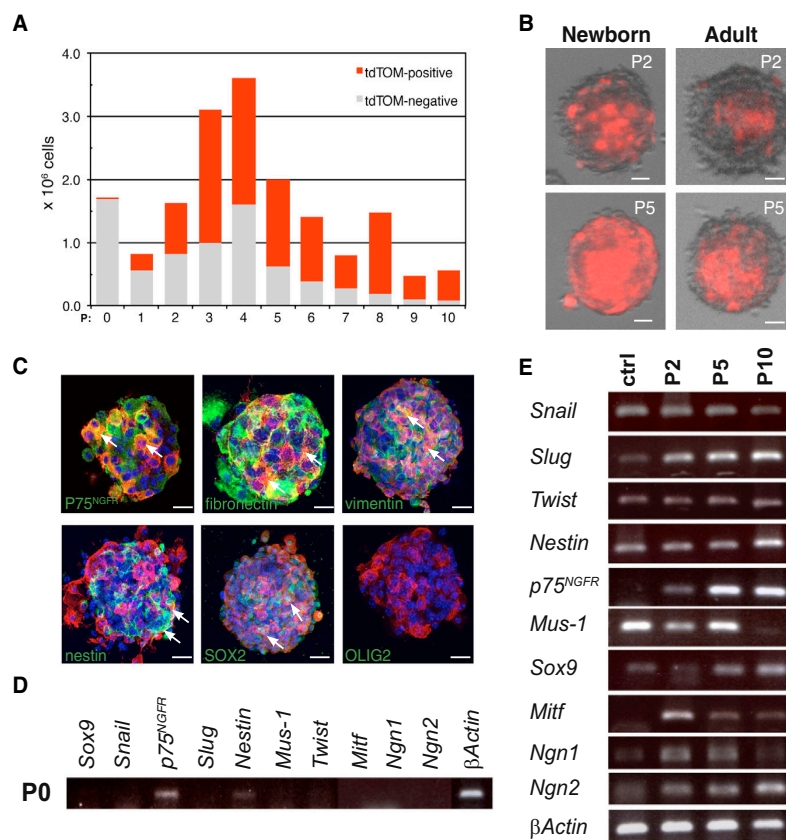 A
x 10⁶ cells
4.0
3.0
2.0
1.0
0.0
tdTOM-positive
tdTOM-negative
P: 0 1 2 3 4 5 6 7 8 9 10
B
Newborn Adult
P2 P2
P5 P5
C
P75ᴺᴳᶠᴿ fibronectin vimentin
nestin SOX2 OLIG2
D
Sox9 Snail p75ᴺᴳᶠᴿ Slug Nestin Mus-1 Twist Mitf Ngn1 Ngn2 βActin
P0
E
ctrl P2 P5 P10
Snail
Slug
Twist
Nestin
p75ᴺᴳᶠᴿ
Mus-1
Sox9
Mitf
Ngn1
Ngn2
βActin